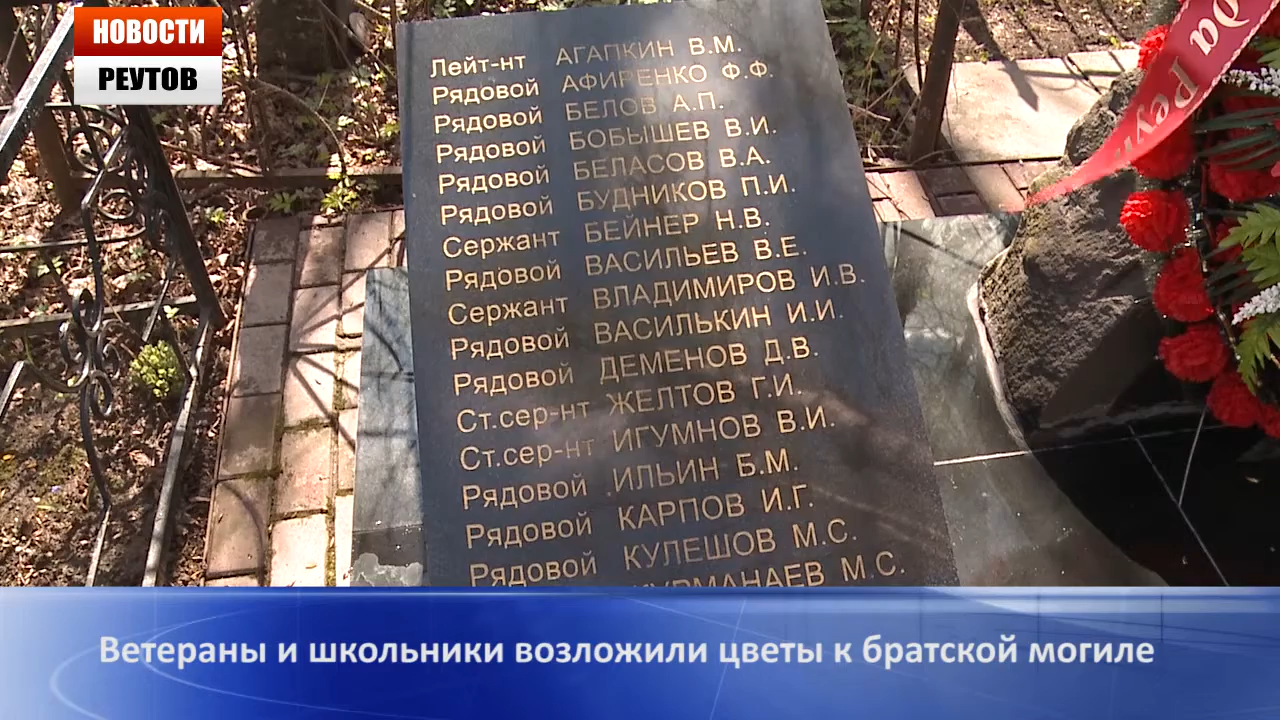 НОВОСТИ
РЕУТОВ
Лейт-нт АГАПКИН В.М.
Рядовой АФИРЕНКО Ф.Ф.
Рядовой БЕЛОВ А.П.
Рядовой БОБЫШЕВ В.И.
Рядовой БЕЛАСОВ В.А.
Рядовой БУДНИКОВ П.И.
Сержант БЕЙНЕР Н.В.
Рядовой ВАСИЛЬЕВ В.Е.
Сержант ВЛАДИМИРОВ И.В.
Рядовой ВАСИЛЬКИН И.И.
Рядовой ДЕМЕНОВ Д.В.
Ст.сер-нт ЖЕЛТОВ Г.И.
Ст.сер-нт ИГУМНОВ В.И.
Рядовой ИЛЬИН Б.М.
Рядовой КАРПОВ И.Г.
Рядовой КУЛЕШОВ М.С.
КУРМАНАЕВ М.С.
Ветераны и школьники возложили цветы к братской могиле